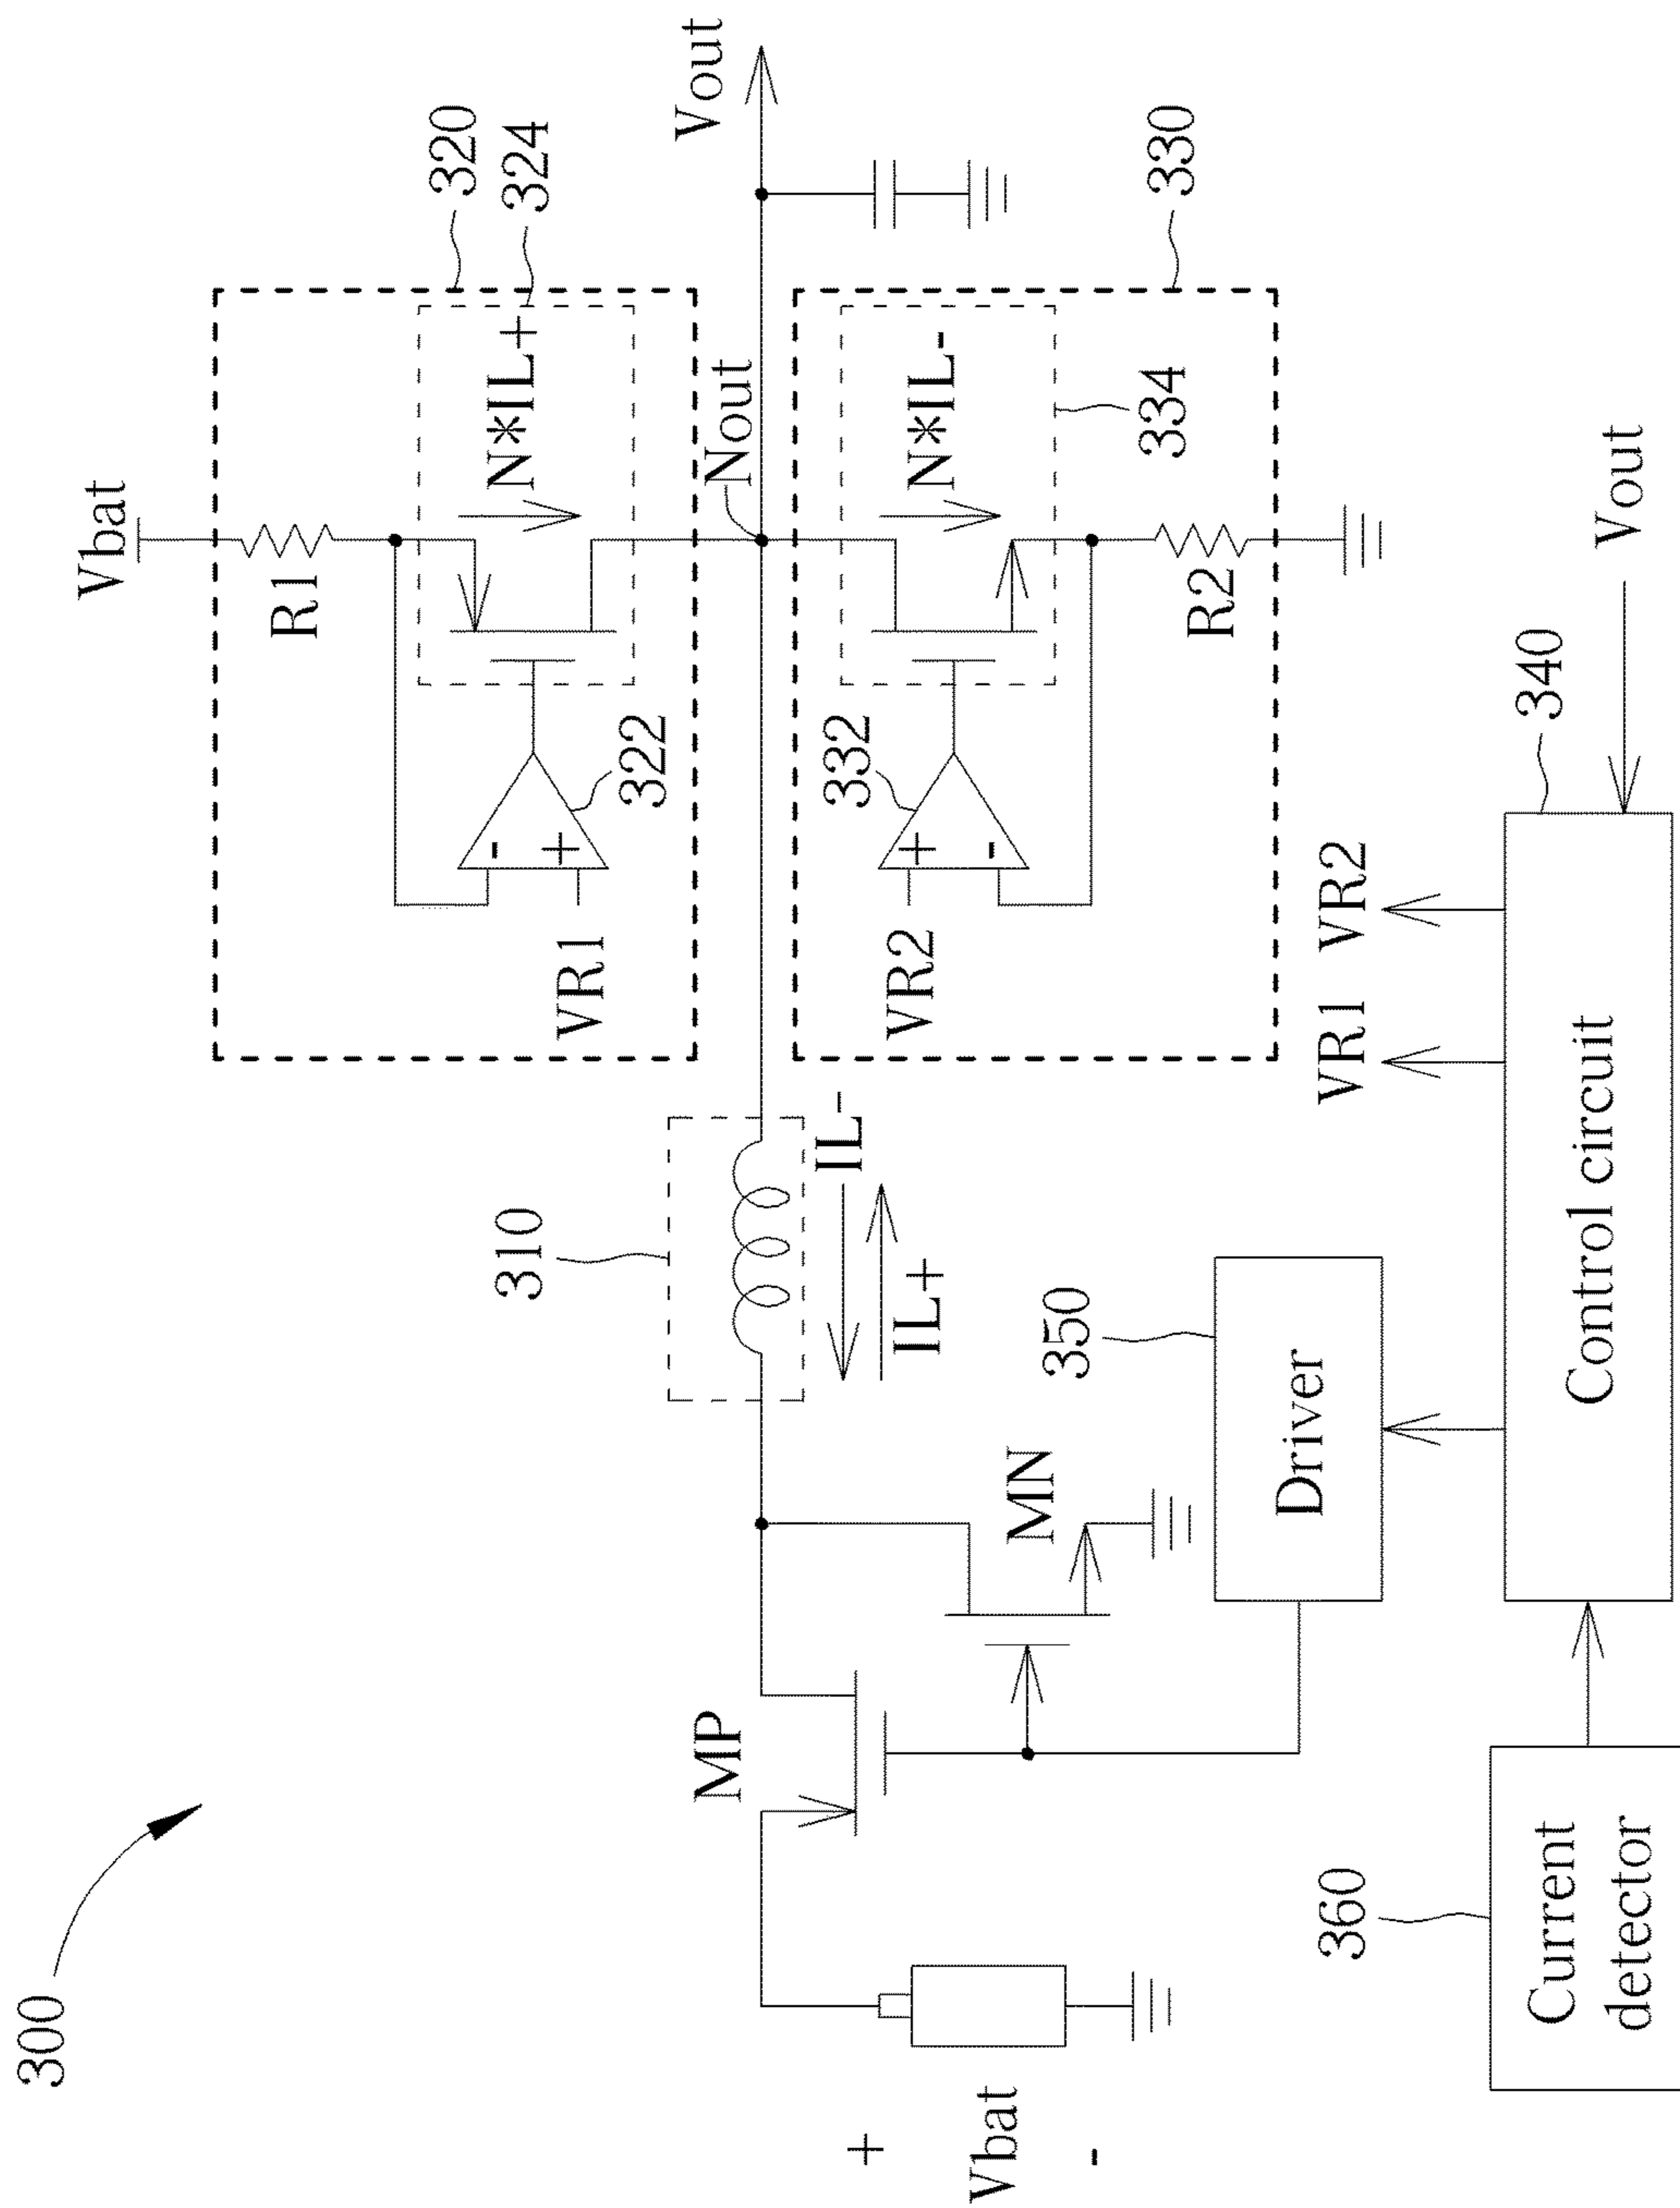 300
Vbat
R1
320
324
N*IL+
-
+
322
VR1
Nout
Vout
310
IL-
IL+
MP
MN
+
Vbat
-
VR2
+
-
332
N*IL-
334
330
R2
350
Driver
VR1
VR2
340
Vout
Control circuit
360
Current
detector